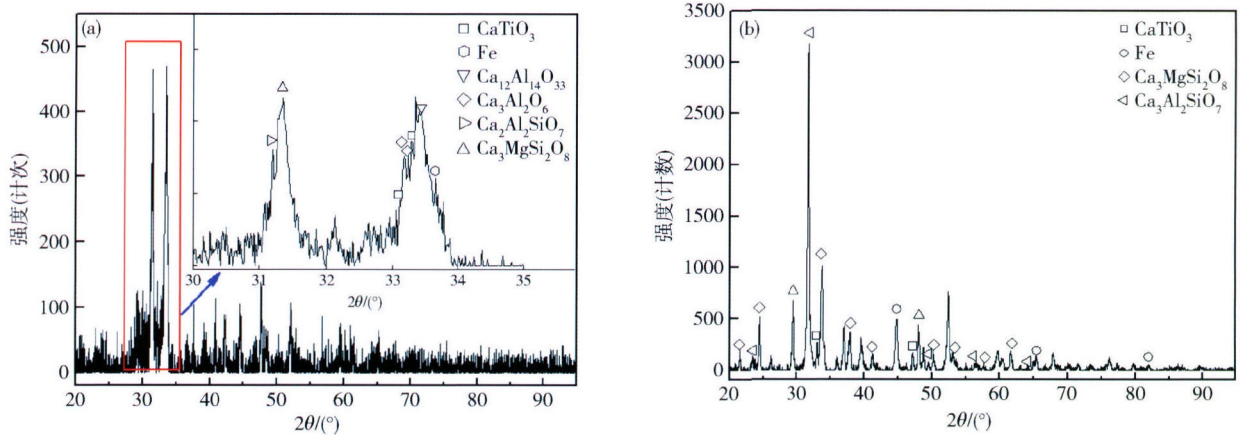 (a)
500
400
300
200
100
0
强度(计次)
20 30 40 50 60 70 80 90
2θ/(°)
CaTiO₃
Fe
Ca₁₂Al₁₄O₃₃
Ca₃Al₂O₆
Ca₂Al₂SiO₇
Ca₃MgSi₂O₈
30 31 32 33 34 35
2θ/(°)
(b)
3500
3000
2500
2000
1500
1000
500
0
强度(计数)
20 30 40 50 60 70 80 90
2θ/(°)
CaTiO₃
Fe
Ca₃MgSi₂O₈
Ca₃Al₂SiO₇